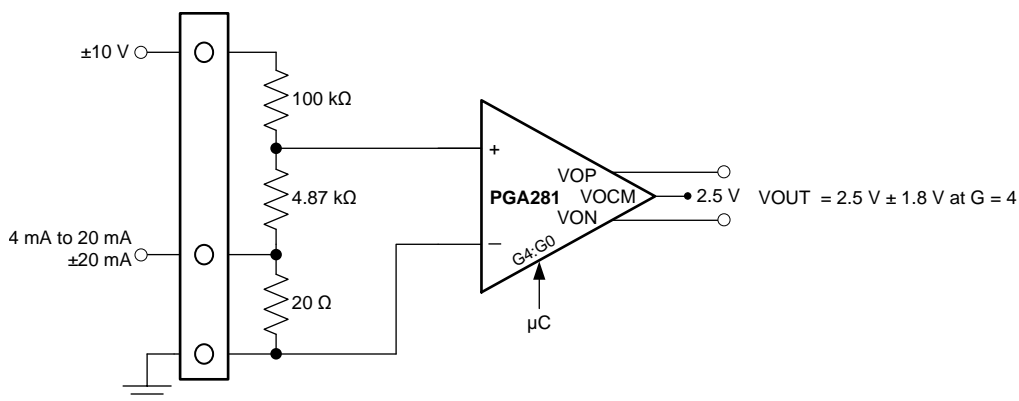 ±10 V
100 kΩ
4.87 kΩ
4 mA to 20 mA
±20 mA
20 Ω
+
PGA281
−
VOP
VOCM
VON
G4:G0
µC
2.5 V
VOUT = 2.5 V ± 1.8 V at G = 4